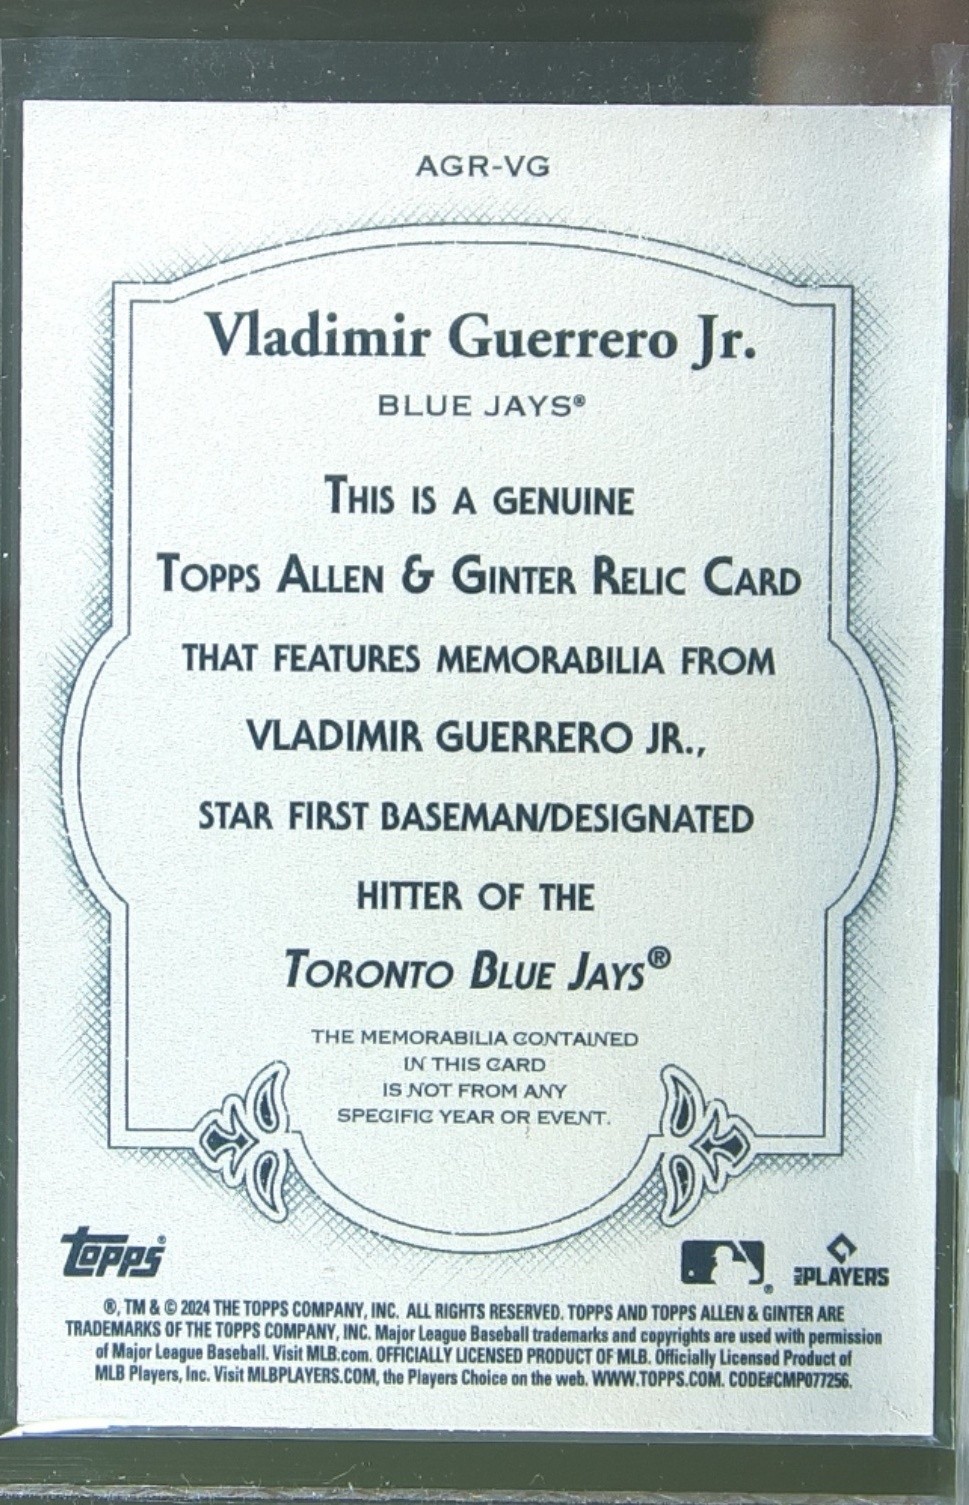 AGR-VG
Vladimir Guerrero Jr.
BLUE JAYS®
THIS IS A GENUINE
TOPPS ALLEN & GINTER RELIC CARD
THAT FEATURES MEMORABILIA FROM
VLADIMIR GUERRERO JR.,
STAR FIRST BASEMAN/DESIGNATED
HITTER OF THE
TORONTO BLUE JAYS®
THE MEMORABILIA CONTAINED
IN THIS CARD
IS NOT FROM ANY
SPECIFIC YEAR OR EVENT.
topps®
®
MLB PLAYERS
®, TM & © 2024 THE TOPPS COMPANY, INC. ALL RIGHTS RESERVED. TOPPS AND TOPPS ALLEN & GINTER ARE
TRADEMARKS OF THE TOPPS COMPANY, INC. Major League Baseball trademarks and copyrights are used with permission
of Major League Baseball. Visit MLB.com. OFFICIALLY LICENSED PRODUCT OF MLB. Officially Licensed Product of
MLB Players, Inc. Visit MLBPLAYERS.COM, the Players Choice on the web. WWW.TOPPS.COM. CODE#CMP077256.